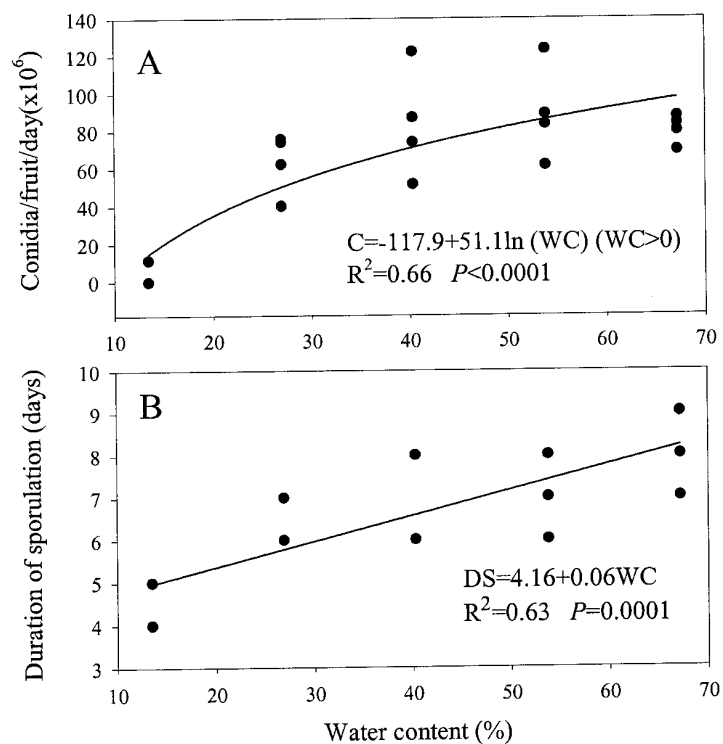 A
Conidia/fruit/day(x10⁶)
140
120
100
80
60
40
20
0
C=-117.9+51.1ln (WC) (WC>0)
R²=0.66 P<0.0001
10 20 30 40 50 60 70
B
Duration of sporulation (days)
10
9
8
7
6
5
4
3
DS=4.16+0.06WC
R²=0.63 P=0.0001
10 20 30 40 50 60 70
Water content (%)